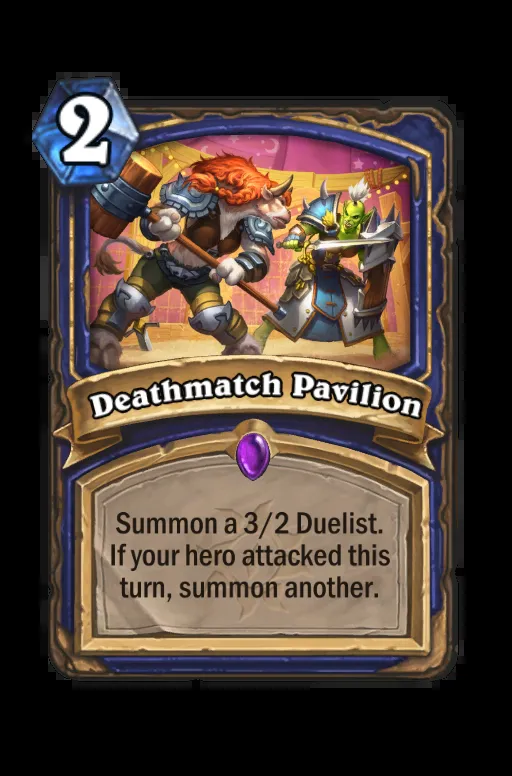 2
Deathmatch Pavilion
Summon a 3/2 Duelist.
If your hero attacked this
turn, summon another.